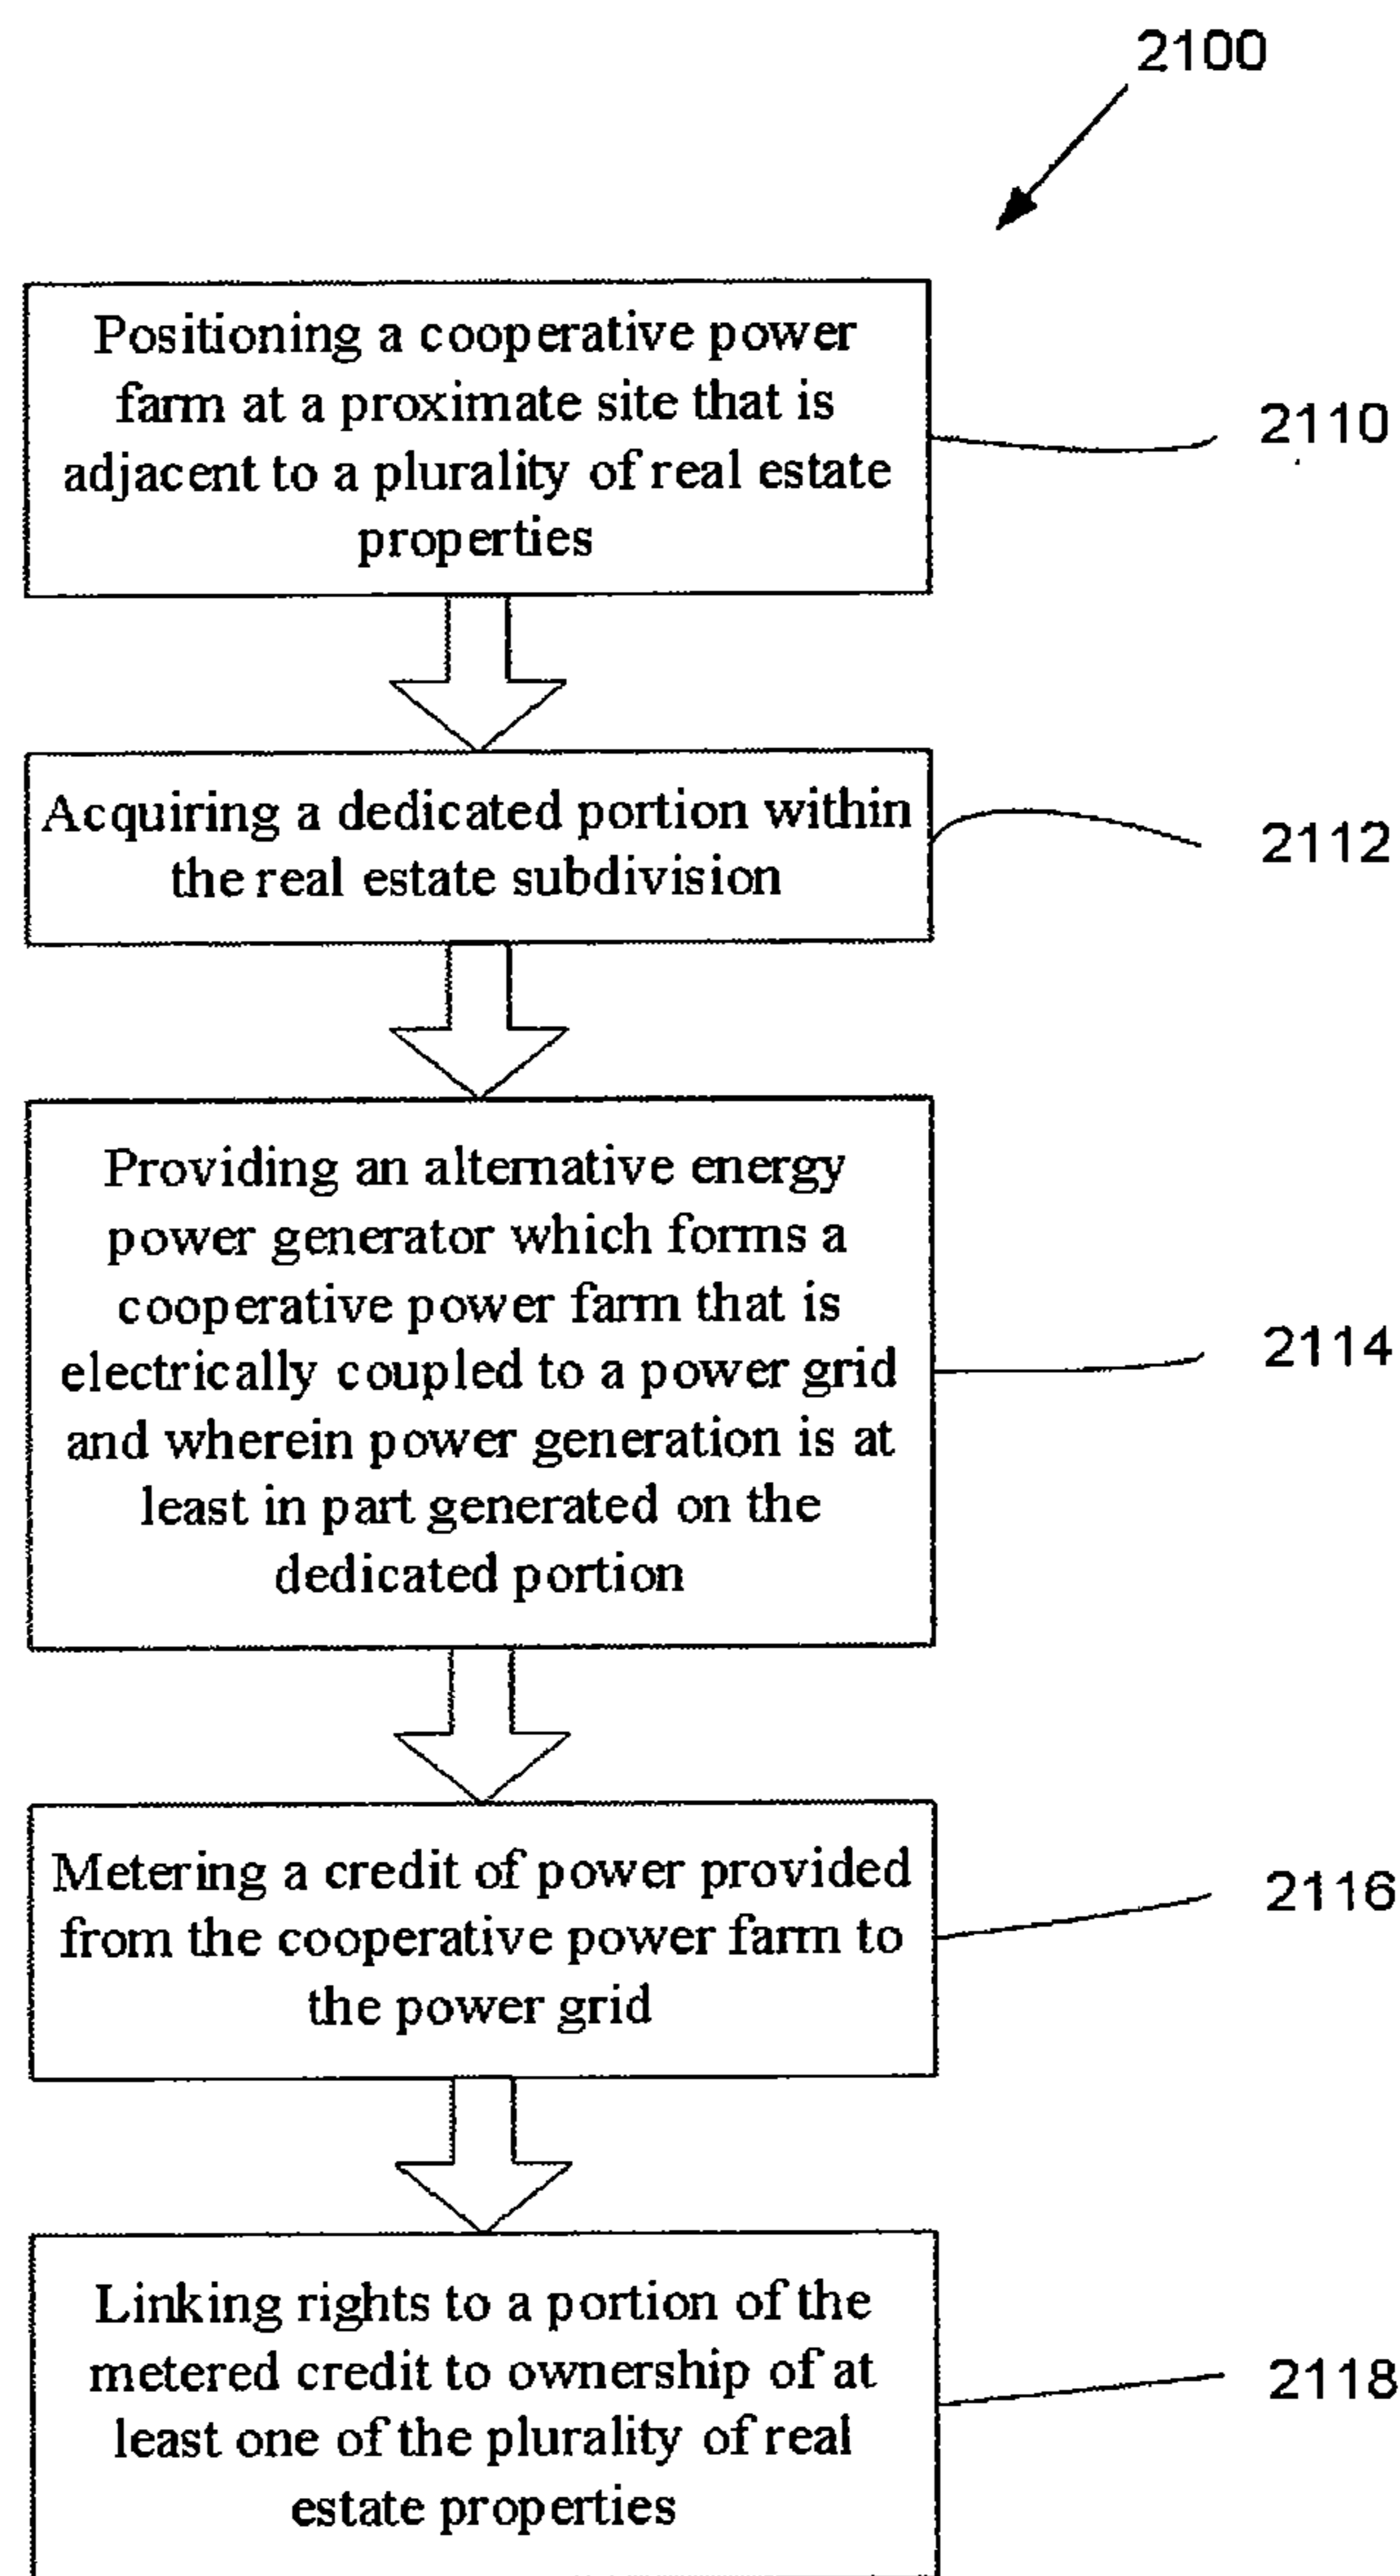 2100
Positioning a cooperative power
farm at a proximate site that is
adjacent to a plurality of real estate
properties
2110
Acquiring a dedicated portion within
the real estate subdivision
2112
Providing an alternative energy
power generator which forms a
cooperative power farm that is
electrically coupled to a power grid
and wherein power generation is at
least in part generated on the
dedicated portion
2114
Metering a credit of power provided
from the cooperative power farm to
the power grid
2116
Linking rights to a portion of the
metered credit to ownership of at
least one of the plurality of real
estate properties
2118